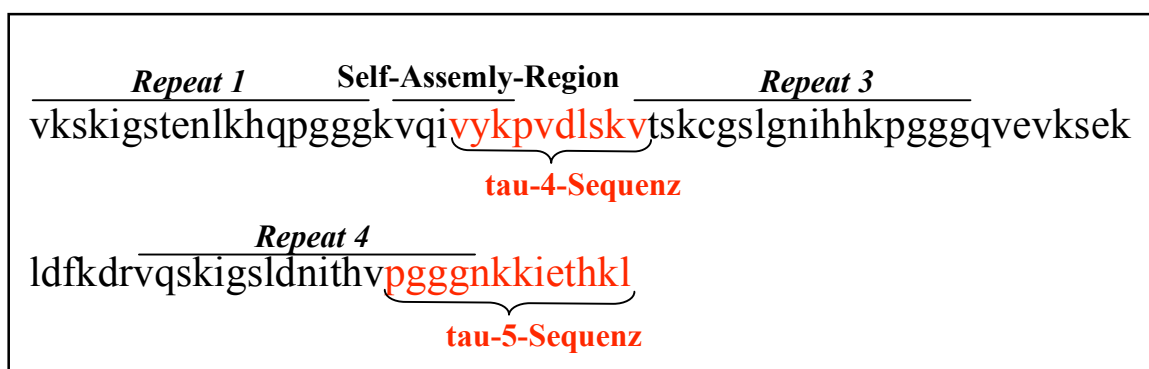 Repeat 1 Self-Assemly-Region Repeat 3
vkskigstenlkhqpgggkvqivykpvdlskvtskcgslgnihhkpgggqvevksek
tau-4-Sequenz
Repeat 4
ldfkdrvqskigsldnithvpgggnkkiethkl
tau-5-Sequenz